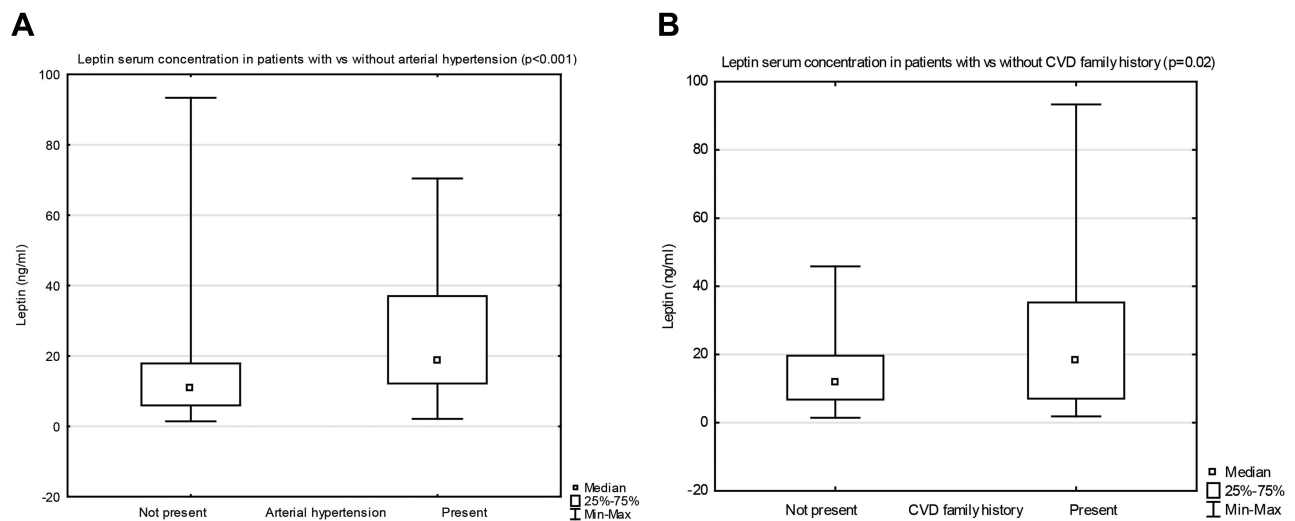 A
Leptin serum concentration in patients with vs without arterial hypertension (p<0.001)
100
80
60
40
20
0
-20
Leptin (ng/ml)
Not present
Arterial hypertension
Present
Median
25%-75%
Min-Max
B
Leptin serum concentration in patients with vs without CVD family history (p=0.02)
100
80
60
40
20
0
-20
Leptin (ng/ml)
Not present
CVD family history
Present
Median
25%-75%
Min-Max